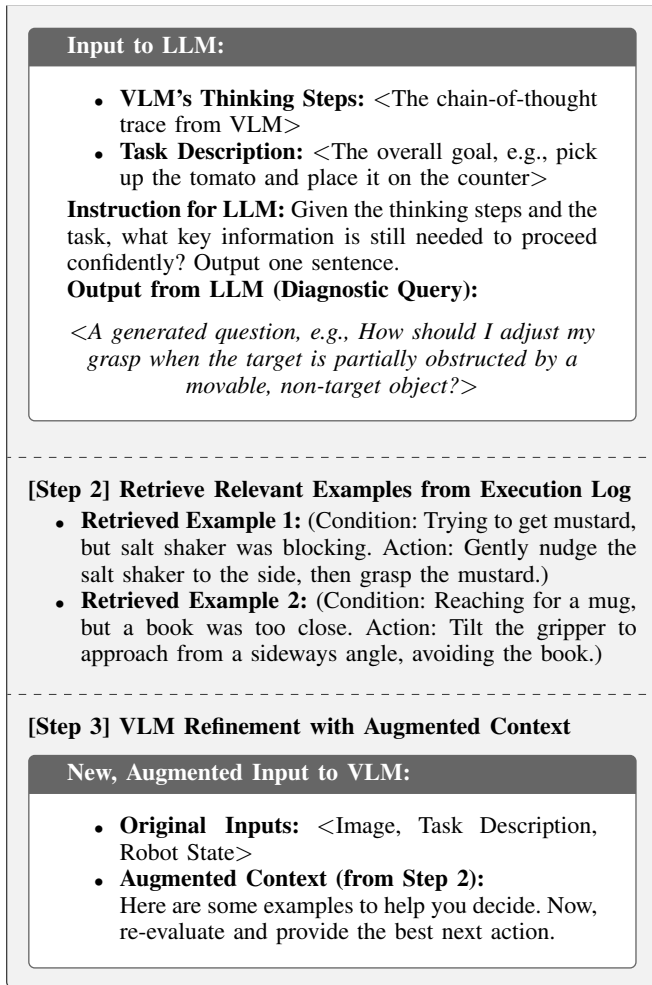 Input to LLM:
• VLM's Thinking Steps: <The chain-of-thought
trace from VLM>
• Task Description: <The overall goal, e.g., pick
up the tomato and place it on the counter>
Instruction for LLM: Given the thinking steps and the
task, what key information is still needed to proceed
confidently? Output one sentence.
Output from LLM (Diagnostic Query):
<A generated question, e.g., How should I adjust my
grasp when the target is partially obstructed by a
movable, non-target object?>
[Step 2] Retrieve Relevant Examples from Execution Log
• Retrieved Example 1: (Condition: Trying to get mustard,
but salt shaker was blocking. Action: Gently nudge the
salt shaker to the side, then grasp the mustard.)
• Retrieved Example 2: (Condition: Reaching for a mug,
but a book was too close. Action: Tilt the gripper to
approach from a sideways angle, avoiding the book.)
[Step 3] VLM Refinement with Augmented Context
New, Augmented Input to VLM:
• Original Inputs: <Image, Task Description,
Robot State>
• Augmented Context (from Step 2):
Here are some examples to help you decide. Now,
re-evaluate and provide the best next action.